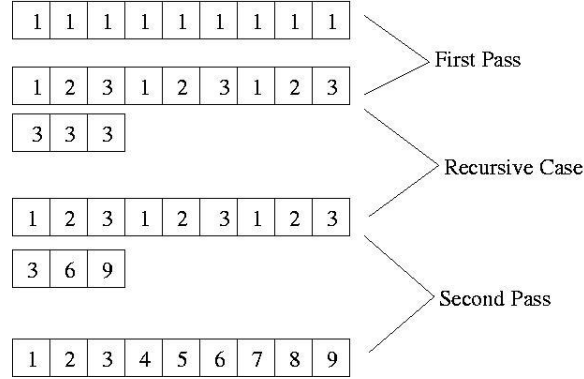 1 1 1 1 1 1 1 1 1
First Pass
1 2 3 1 2 3 1 2 3
3 3 3
Recursive Case
1 2 3 1 2 3 1 2 3
3 6 9
Second Pass
1 2 3 4 5 6 7 8 9